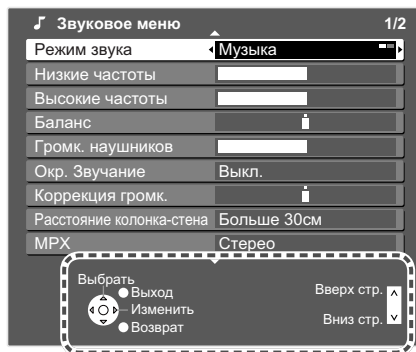 Звуковое меню 1/2
Режим звука Музыка
Низкие частоты
Высокие частоты
Баланс
Громк. наушников
Окр. Звучание Выкл.
Коррекция громк.
Расстояние колонка-стена Больше 30см
MPX Стерео
Выбрать
Выход
Изменить
Возврат
Вверх стр.
Вниз стр.